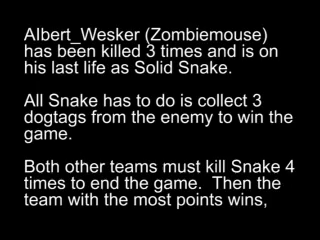 AIbert_Wesker (Zombiemouse)
has been killed 3 times and is on
his last life as Solid Snake.
All Snake has to do is collect 3
dogtags from the enemy to win the
game.
Both other teams must kill Snake 4
times to end the game.  Then the
team with the most points wins,